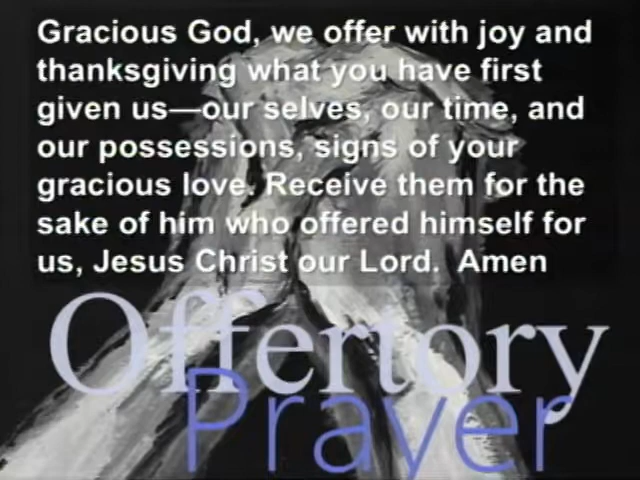 Gracious God, we offer with joy and
thanksgiving what you have first
given us—our selves, our time, and
our possessions, signs of your
gracious love. Receive them for the
sake of him who offered himself for
us, Jesus Christ our Lord.  Amen
Offertory
Prayer